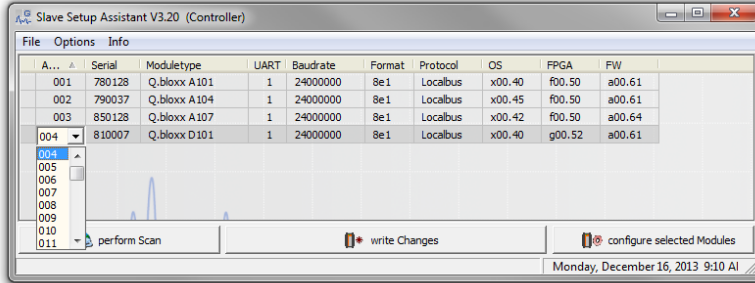 Slave Setup Assistant V3.20 (Controller)
File Options Info
A... Serial Moduletype UART Baudrate Format Protocol OS FPGA FW
001 780128 Q.bloxx A101 1 24000000 8e1 Localbus x00.40 f00.50 a00.61
002 790037 Q.bloxx A104 1 24000000 8e1 Localbus x00.45 f00.50 a00.61
003 850128 Q.bloxx A107 1 24000000 8e1 Localbus x00.42 f00.50 a00.64
004 810007 Q.bloxx D101 1 24000000 8e1 Localbus x00.40 g00.52 a00.61
004
005
006
007
008
009
010
011
perform Scan write Changes configure selected Modules
Monday, December 16, 2013 9:10 Al